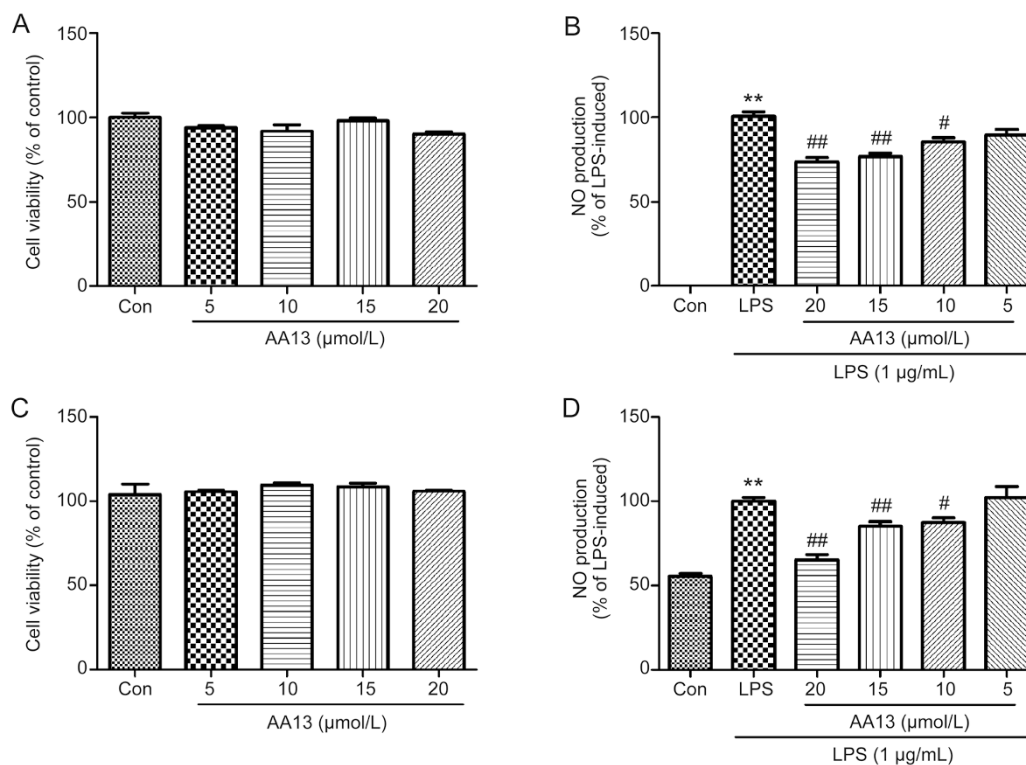 A
Cell viability (% of control)
150
100
50
0
Con
5
10
15
20
AA13 (µmol/L)
B
NO production
(% of LPS-induced)
150
100
50
0
**
##
##
#
Con
LPS
20
15
10
5
AA13 (µmol/L)
LPS (1 µg/mL)
C
Cell viability (% of control)
150
100
50
0
Con
5
10
15
20
AA13 (µmol/L)
D
NO production
(% of LPS-induced)
150
100
50
0
**
##
##
#
Con
LPS
20
15
10
5
AA13 (µmol/L)
LPS (1 µg/mL)